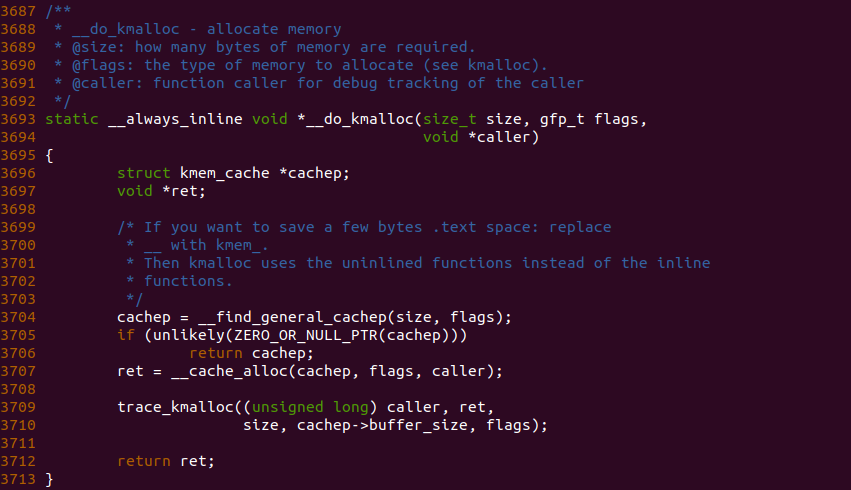 3687 /**
3688  * __do_kmalloc - allocate memory
3689  * @size: how many bytes of memory are required.
3690  * @flags: the type of memory to allocate (see kmalloc).
3691  * @caller: function caller for debug tracking of the caller
3692  */
3693 static __always_inline void *__do_kmalloc(size_t size, gfp_t flags,
3694                                           void *caller)
3695 {
3696         struct kmem_cache *cachep;
3697         void *ret;
3698
3699         /* If you want to save a few bytes .text space: replace
3700          * __ with kmem_.
3701          * Then kmalloc uses the uninlined functions instead of the inline
3702          * functions.
3703          */
3704         cachep = __find_general_cachep(size, flags);
3705         if (unlikely(ZERO_OR_NULL_PTR(cachep)))
3706                 return cachep;
3707         ret = __cache_alloc(cachep, flags, caller);
3708
3709         trace_kmalloc((unsigned long) caller, ret,
3710                       size, cachep->buffer_size, flags);
3711
3712         return ret;
3713 }